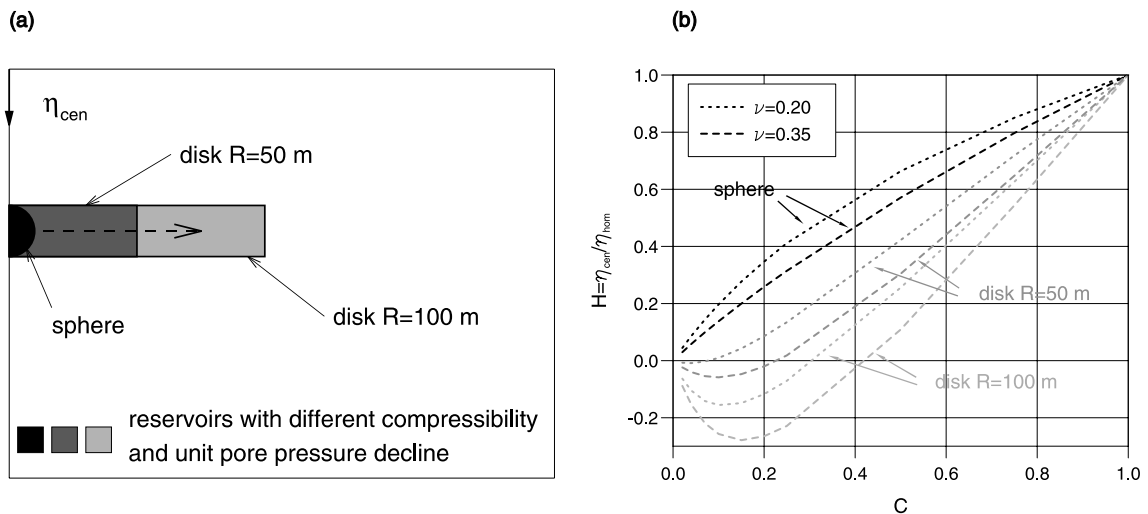 (a)
η_cen
disk R=50 m
sphere
disk R=100 m
reservoirs with different compressibility
and unit pore pressure decline
(b)
1.0
0.8
0.6
0.4
0.2
0.0
-0.2
H=η_cen/η_hom
ν=0.20
ν=0.35
sphere
disk R=50 m
disk R=100 m
0.0 0.2 0.4 0.6 0.8 1.0
C